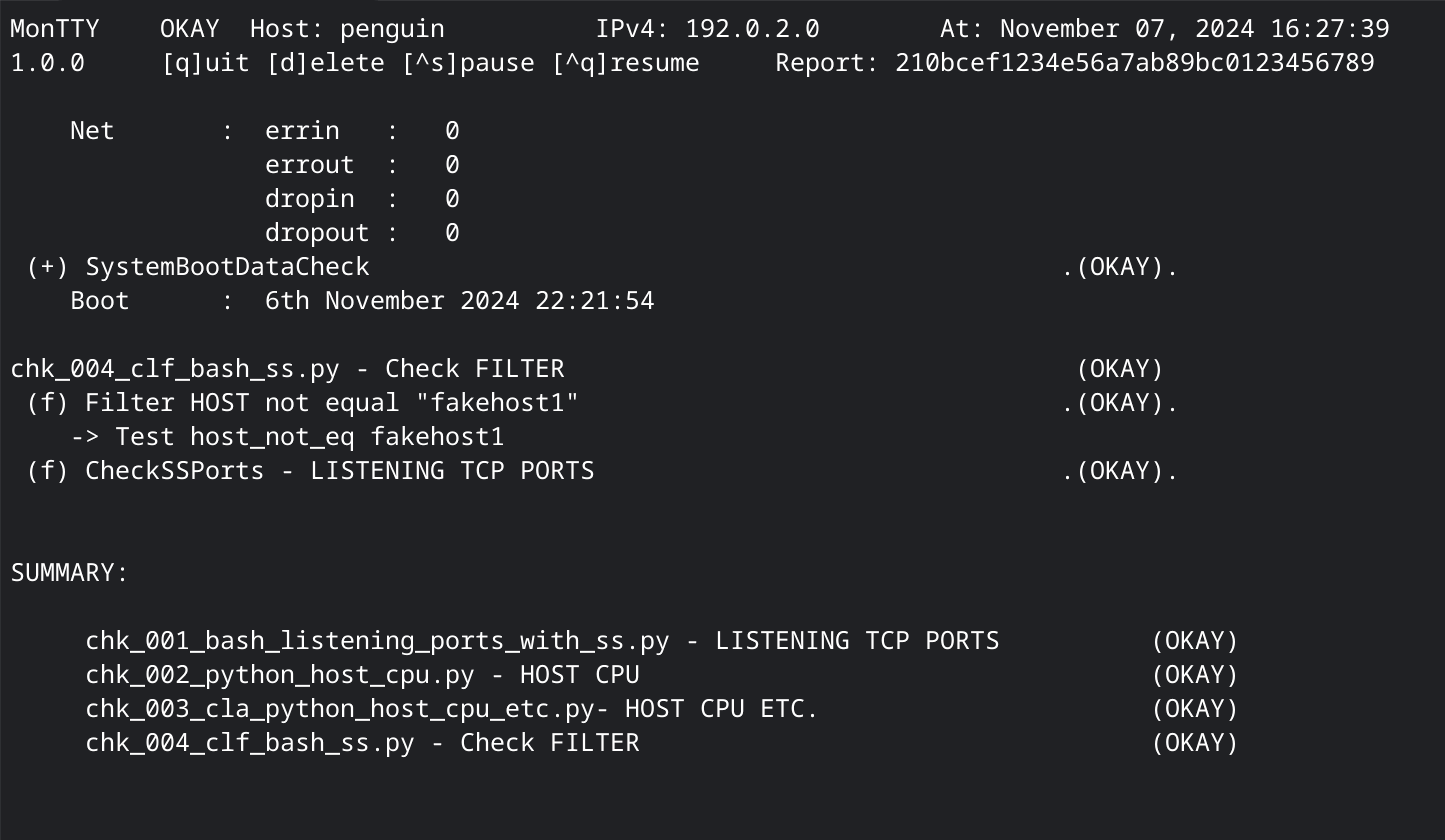 MonTTY    OKAY  Host: penguin          IPv4: 192.0.2.0        At: November 07, 2024 16:27:39
1.0.0     [q]uit [d]elete [^s]pause [^q]resume     Report: 210bcef1234e56a7ab89bc0123456789
Net       :  errin   :   0
errout  :   0
dropin  :   0
dropout :   0
(+) SystemBootDataCheck                                              .(OKAY).
Boot      :  6th November 2024 22:21:54
chk_004_clf_bash_ss.py - Check FILTER                                  (OKAY)
(f) Filter HOST not equal "fakehost1"                                .(OKAY).
-> Test host_not_eq fakehost1
(f) CheckSSPorts - LISTENING TCP PORTS                               .(OKAY).
SUMMARY:
chk_001_bash_listening_ports_with_ss.py - LISTENING TCP PORTS          (OKAY)
chk_002_python_host_cpu.py - HOST CPU                                  (OKAY)
chk_003_cla_python_host_cpu_etc.py- HOST CPU ETC.                      (OKAY)
chk_004_clf_bash_ss.py - Check FILTER                                  (OKAY)